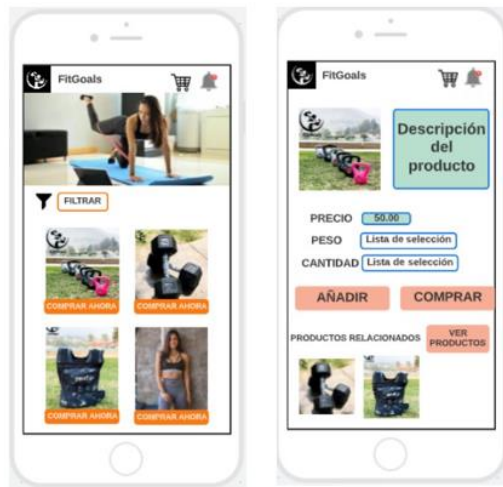 FitGoals
FILTRAR
COMPRAR AHORA
COMPRAR AHORA
COMPRAR AHORA
COMPRAR AHORA
FitGoals
Descripción
del
producto
PRECIO 50.00
PESO Lista de selección
CANTIDAD Lista de selección
AÑADIR COMPRAR
PRODUCTOS RELACIONADOS
VER
PRODUCTOS